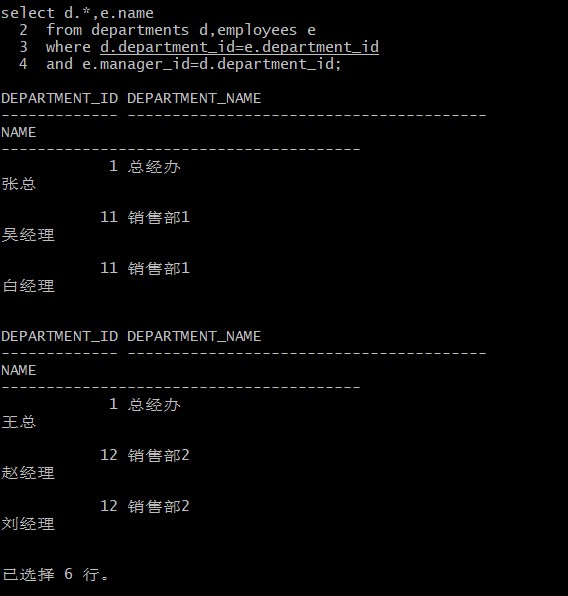 select d.*,e.name
  2  from departments d,employees e
  3  where d.department_id=e.department_id
  4  and e.manager_id=d.department_id;
DEPARTMENT_ID DEPARTMENT_NAME
------------- ----------------------------------------
NAME
----------------------------------------
            1 总经办
张总
           11 销售部1
吴经理
           11 销售部1
白经理
DEPARTMENT_ID DEPARTMENT_NAME
------------- ----------------------------------------
NAME
----------------------------------------
            1 总经办
王总
           12 销售部2
赵经理
           12 销售部2
刘经理
已选择 6 行。